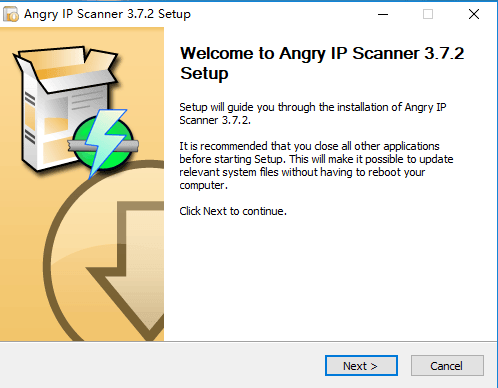 Angry IP Scanner 3.7.2 Setup
Welcome to Angry IP Scanner 3.7.2
Setup
Setup will guide you through the installation of Angry IP
Scanner 3.7.2.
It is recommended that you close all other applications
before starting Setup. This will make it possible to update
relevant system files without having to reboot your
computer.
Click Next to continue.
Next >
Cancel